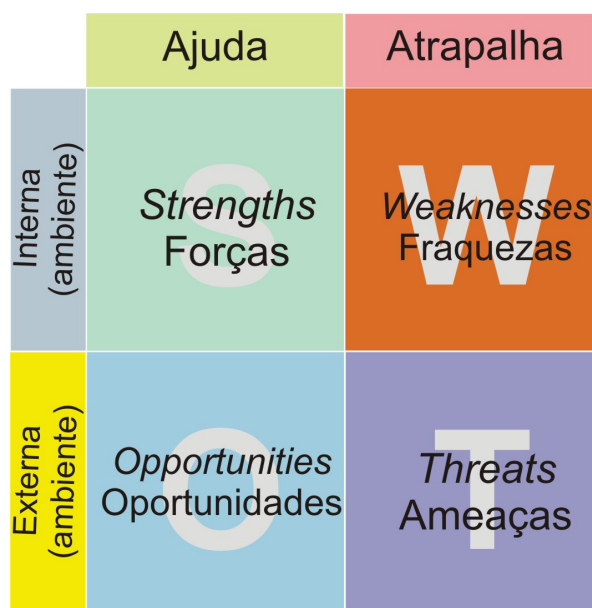 Ajuda
Atrapalha
Interna
(ambiente)
S
Strengths
Forças
W
Weaknesses
Fraquezas
Externa
(ambiente)
O
Opportunities
Oportunidades
T
Threats
Ameaças